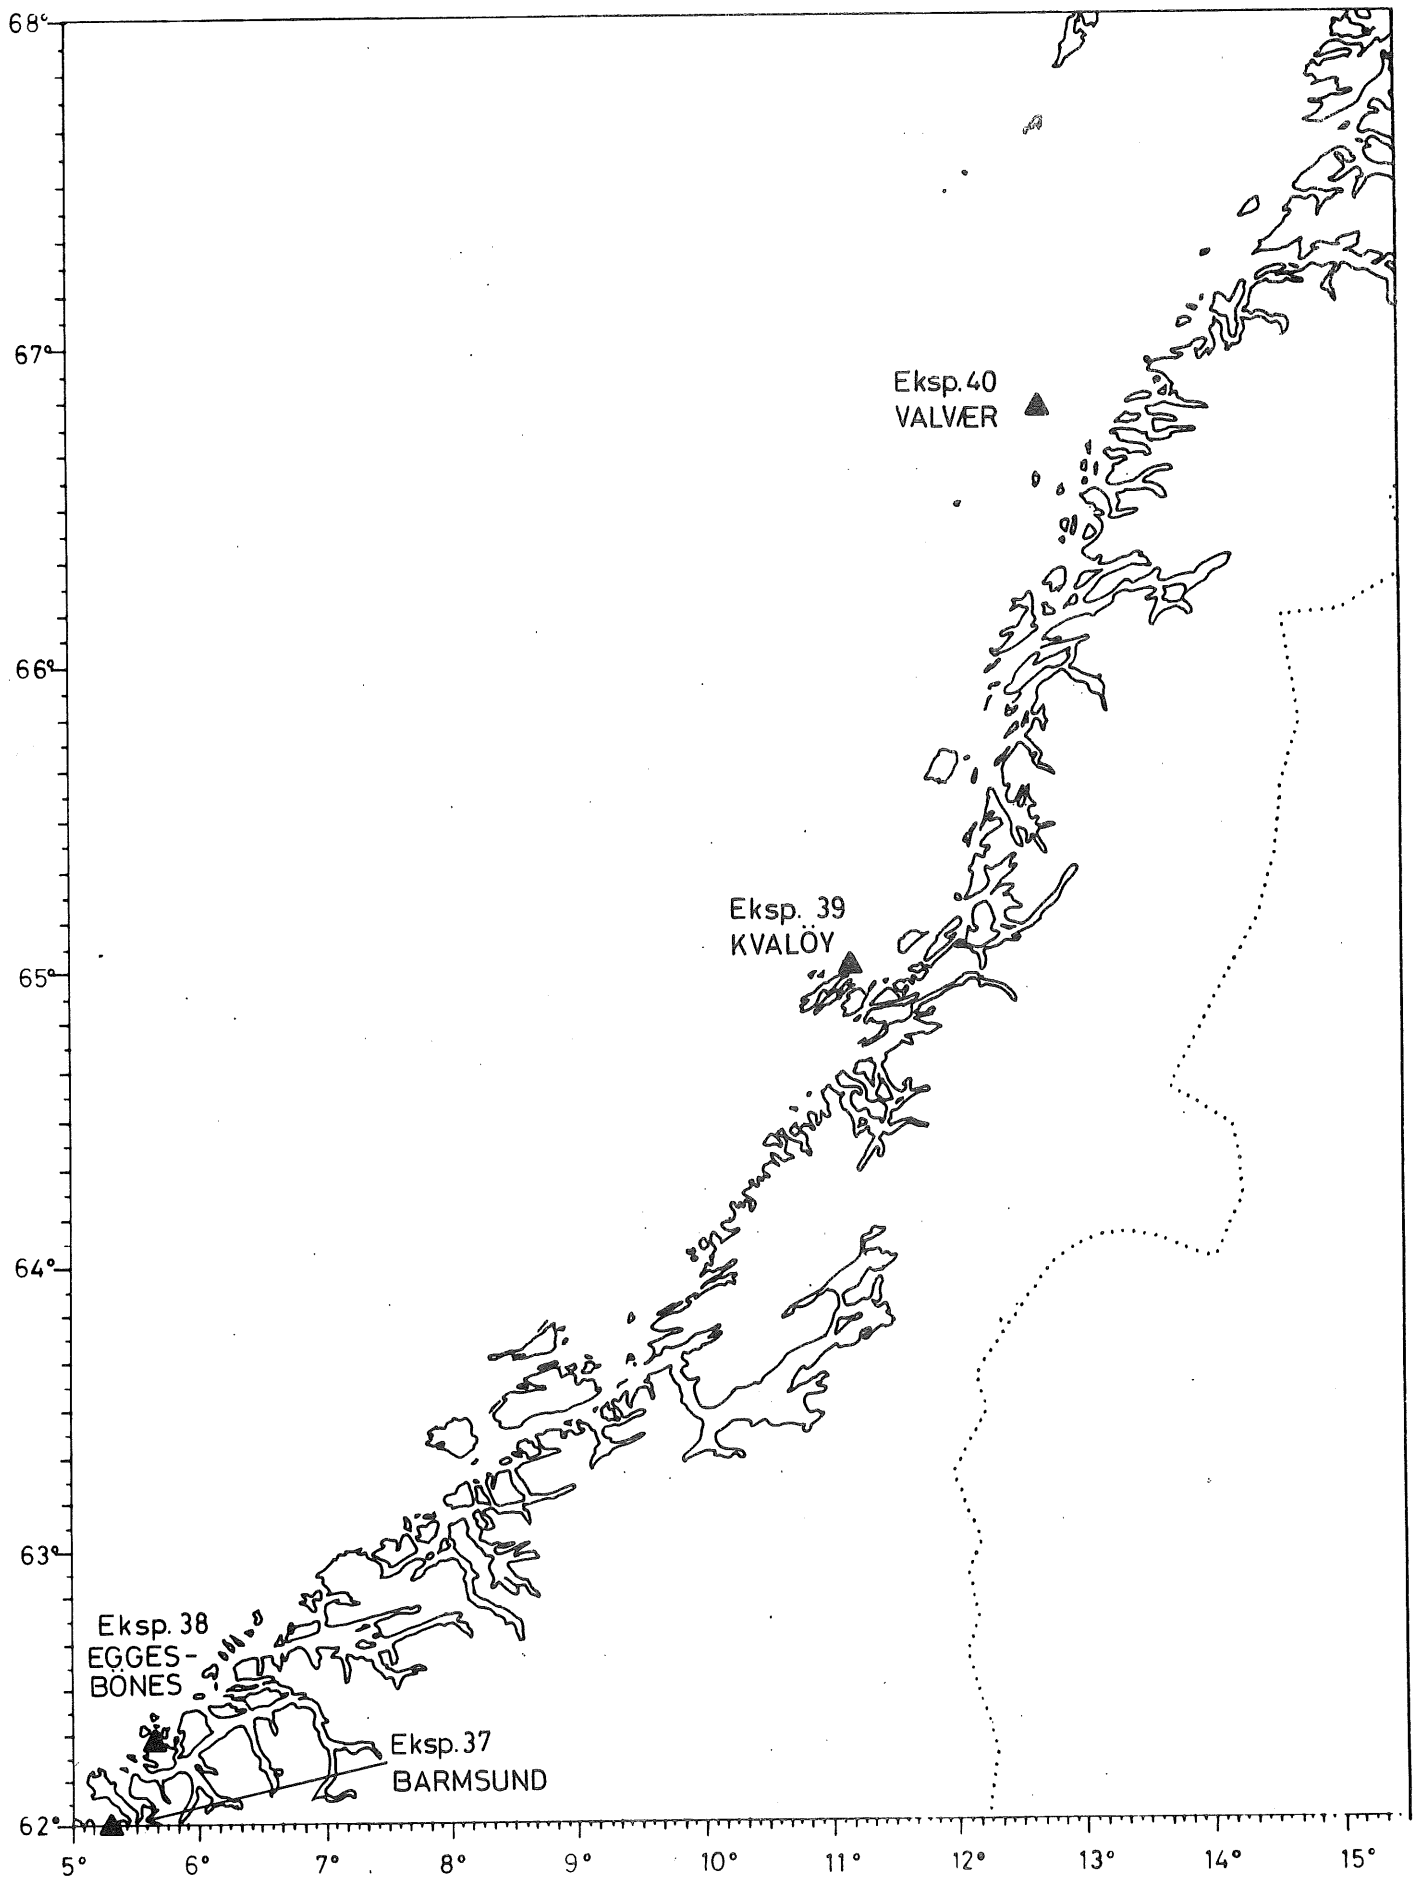 68°
67°
Eksp.40
VALVÆR
66°
Eksp. 39
KVALÖY
65°
64°
63°
Eksp. 38
EGGES-
BÖNES
Eksp.37
BARMSUND
62°
5° 6° 7° 8° 9° 10° 11° 12° 13° 14° 15°